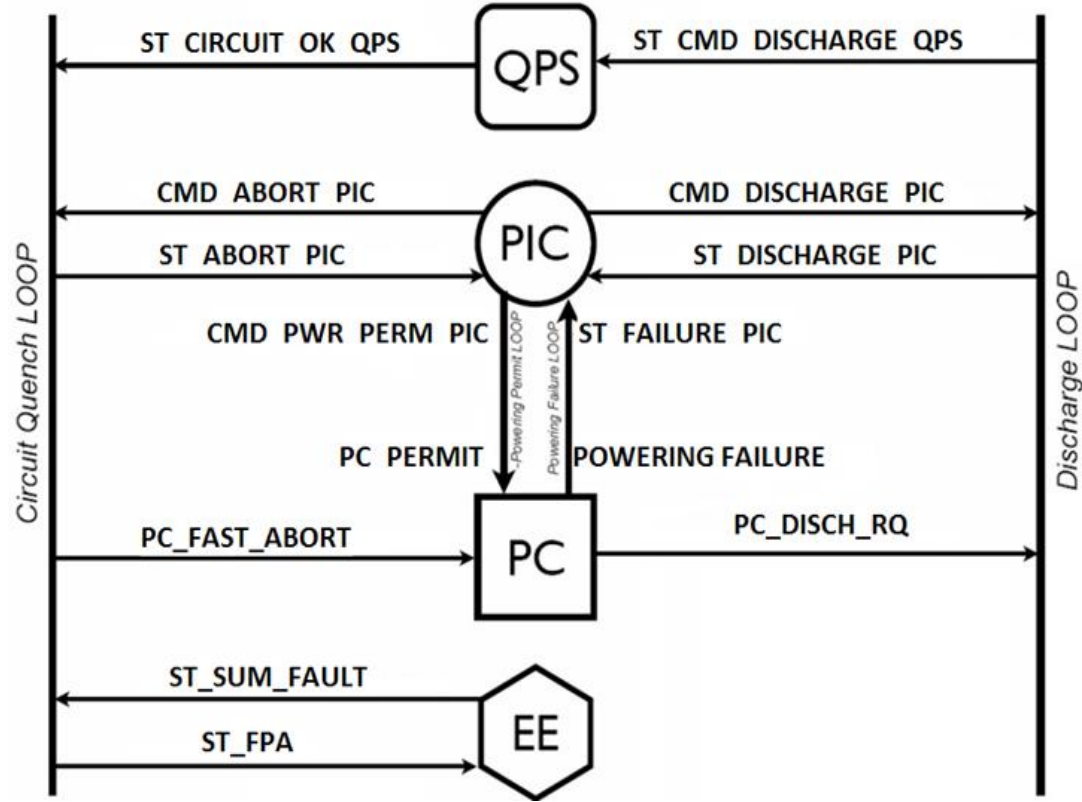 ST CIRCUIT OK QPS
QPS
ST CMD DISCHARGE QPS
CMD ABORT PIC
CMD DISCHARGE PIC
PIC
ST ABORT PIC
ST DISCHARGE PIC
CMD PWR PERM PIC
ST FAILURE PIC
-Powering Permit LOOP
Powering Failure LOOP
Circuit Quench LOOP
Discharge LOOP
PC PERMIT
POWERING FAILURE
PC_FAST_ABORT
PC
PC_DISCH_RQ
ST_SUM_FAULT
EE
ST_FPA